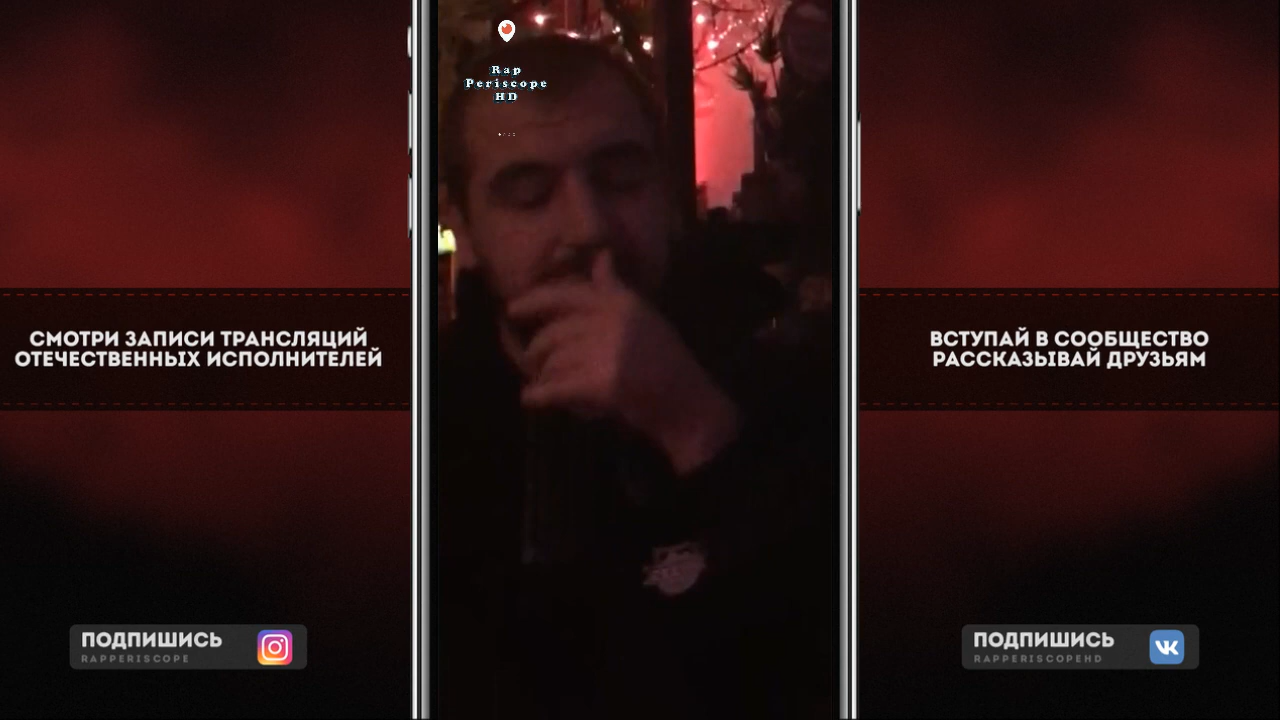 Rap
Periscope
HD
СМОТРИ ЗАПИСИ ТРАНСЛЯЦИЙ
ОТЕЧЕСТВЕННЫХ ИСПОЛНИТЕЛЕЙ
ВСТУПАЙ В СООБЩЕСТВО
РАССКАЗЫВАЙ ДРУЗЬЯМ
ПОДПИШИСЬ
RAPPERISCOPE
ПОДПИШИСЬ
RAPPERISCOPEHD